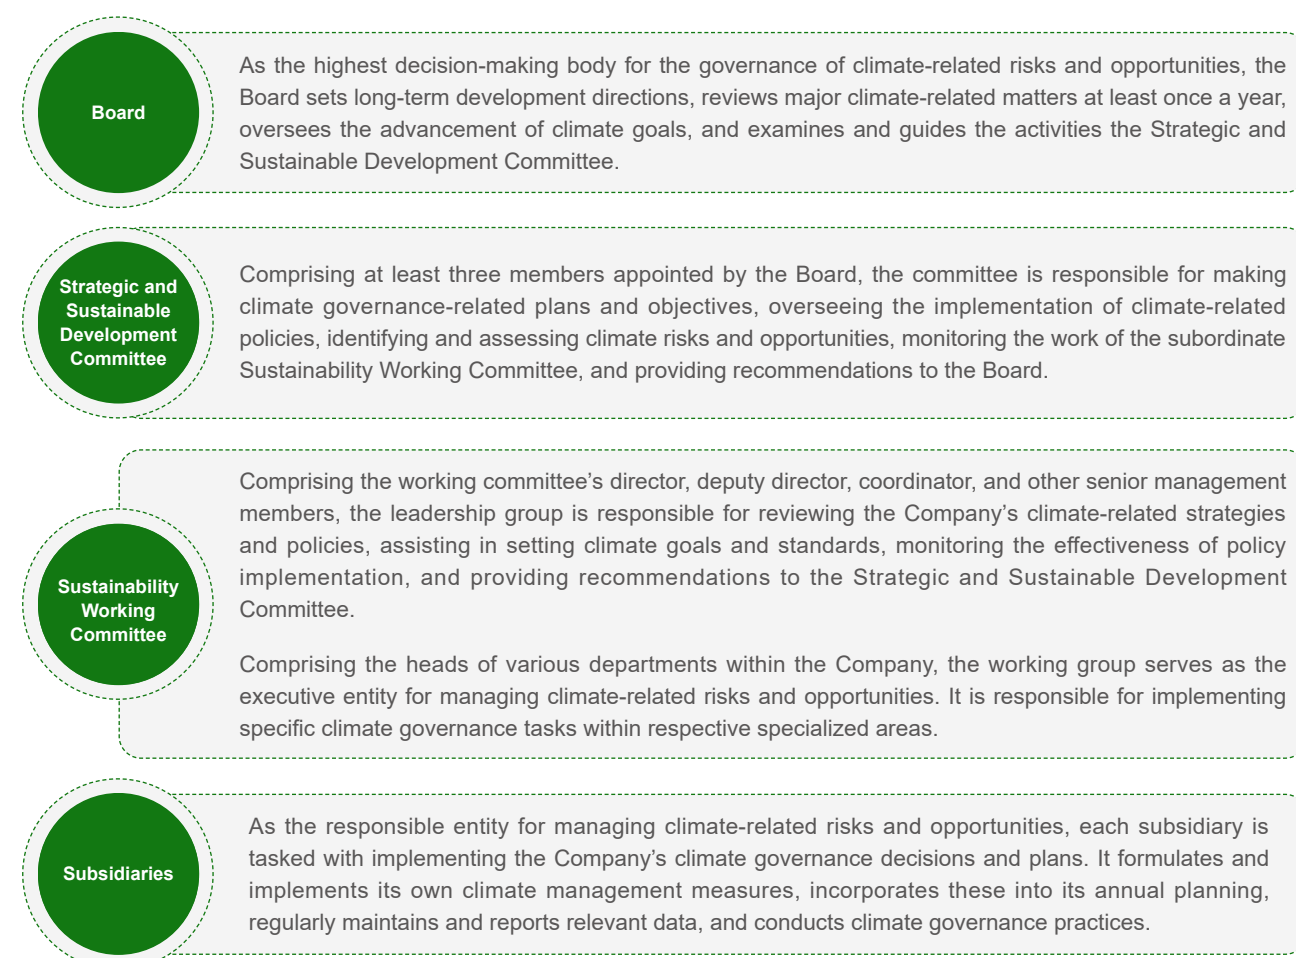 Board
As the highest decision-making body for the governance of climate-related risks and opportunities, the
Board sets long-term development directions, reviews major climate-related matters at least once a year,
oversees the advancement of climate goals, and examines and guides the activities the Strategic and
Sustainable Development Committee.
Strategic and
Sustainable
Development
Committee
Comprising at least three members appointed by the Board, the committee is responsible for making
climate governance-related plans and objectives, overseeing the implementation of climate-related
policies, identifying and assessing climate risks and opportunities, monitoring the work of the subordinate
Sustainability Working Committee, and providing recommendations to the Board.
Sustainability
Working
Committee
Comprising the working committee’s director, deputy director, coordinator, and other senior management
members, the leadership group is responsible for reviewing the Company’s climate-related strategies
and policies, assisting in setting climate goals and standards, monitoring the effectiveness of policy
implementation, and providing recommendations to the Strategic and Sustainable Development
Committee.
Comprising the heads of various departments within the Company, the working group serves as the
executive entity for managing climate-related risks and opportunities. It is responsible for implementing
specific climate governance tasks within respective specialized areas.
Subsidiaries
As the responsible entity for managing climate-related risks and opportunities, each subsidiary is
tasked with implementing the Company’s climate governance decisions and plans. It formulates and
implements its own climate management measures, incorporates these into its annual planning,
regularly maintains and reports relevant data, and conducts climate governance practices.